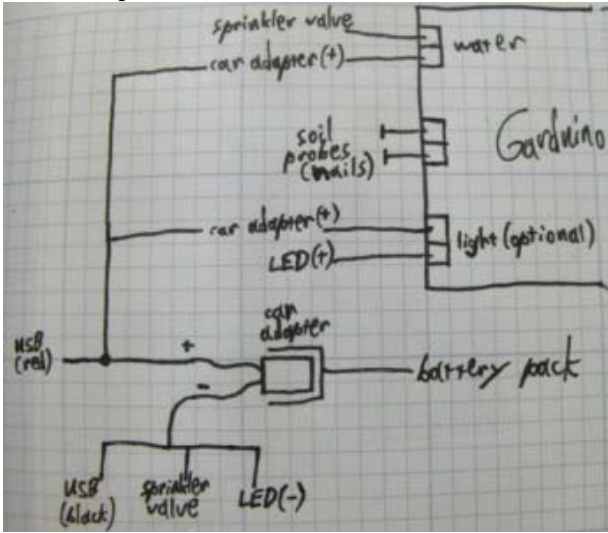 sprinkler valve
car adapter(+)
water
soil
probes
(nails)
Garduino
car adapter(+)
LED(+)
light (optional)
car
adapter
USB
(red)
+
-
battery pack
USB
(black)
sprinkler
valve
LED(-)